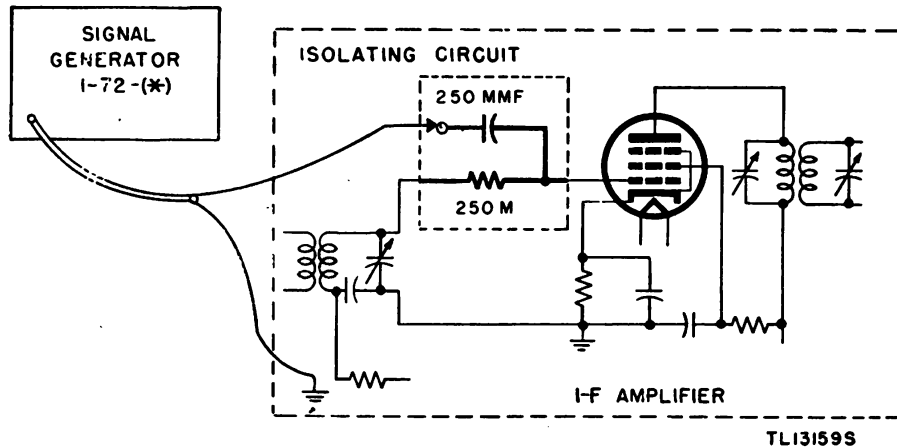 SIGNAL
GENERATOR
I-72-(*)
ISOLATING CIRCUIT
250 MMF
250 M
I-F AMPLIFIER
TL13159S